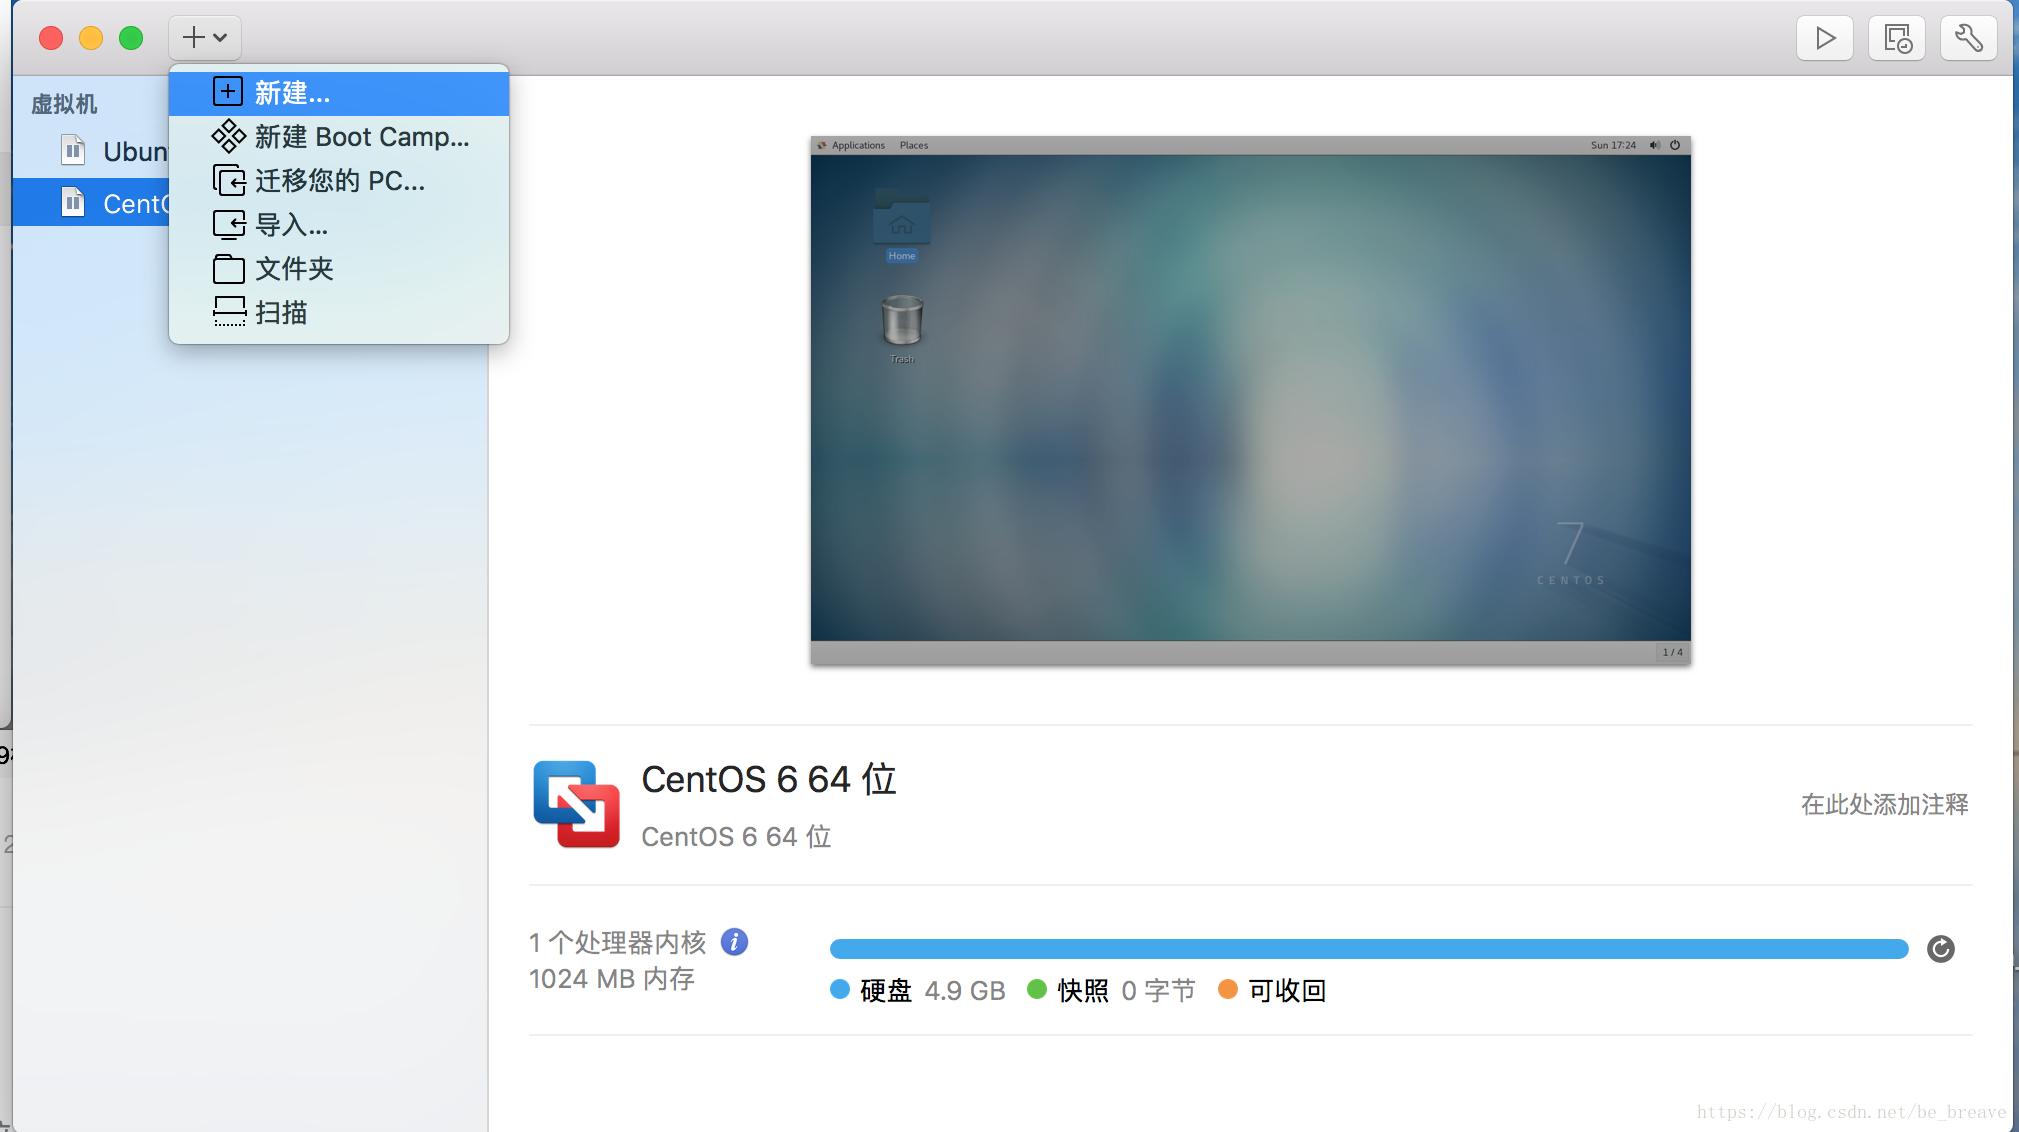 虚拟机
Ubun
CentO
新建...
新建 Boot Camp...
迁移您的 PC...
导入...
文件夹
扫描
Applications Places Sun 17:24
Home
Trash
7
CENTOS
1 / 4
CentOS 6 64 位
CentOS 6 64 位
在此处添加注释
1 个处理器内核
1024 MB 内存
硬盘 4.9 GB 快照 0 字节 可收回
https://blog.csdn.net/be_breave